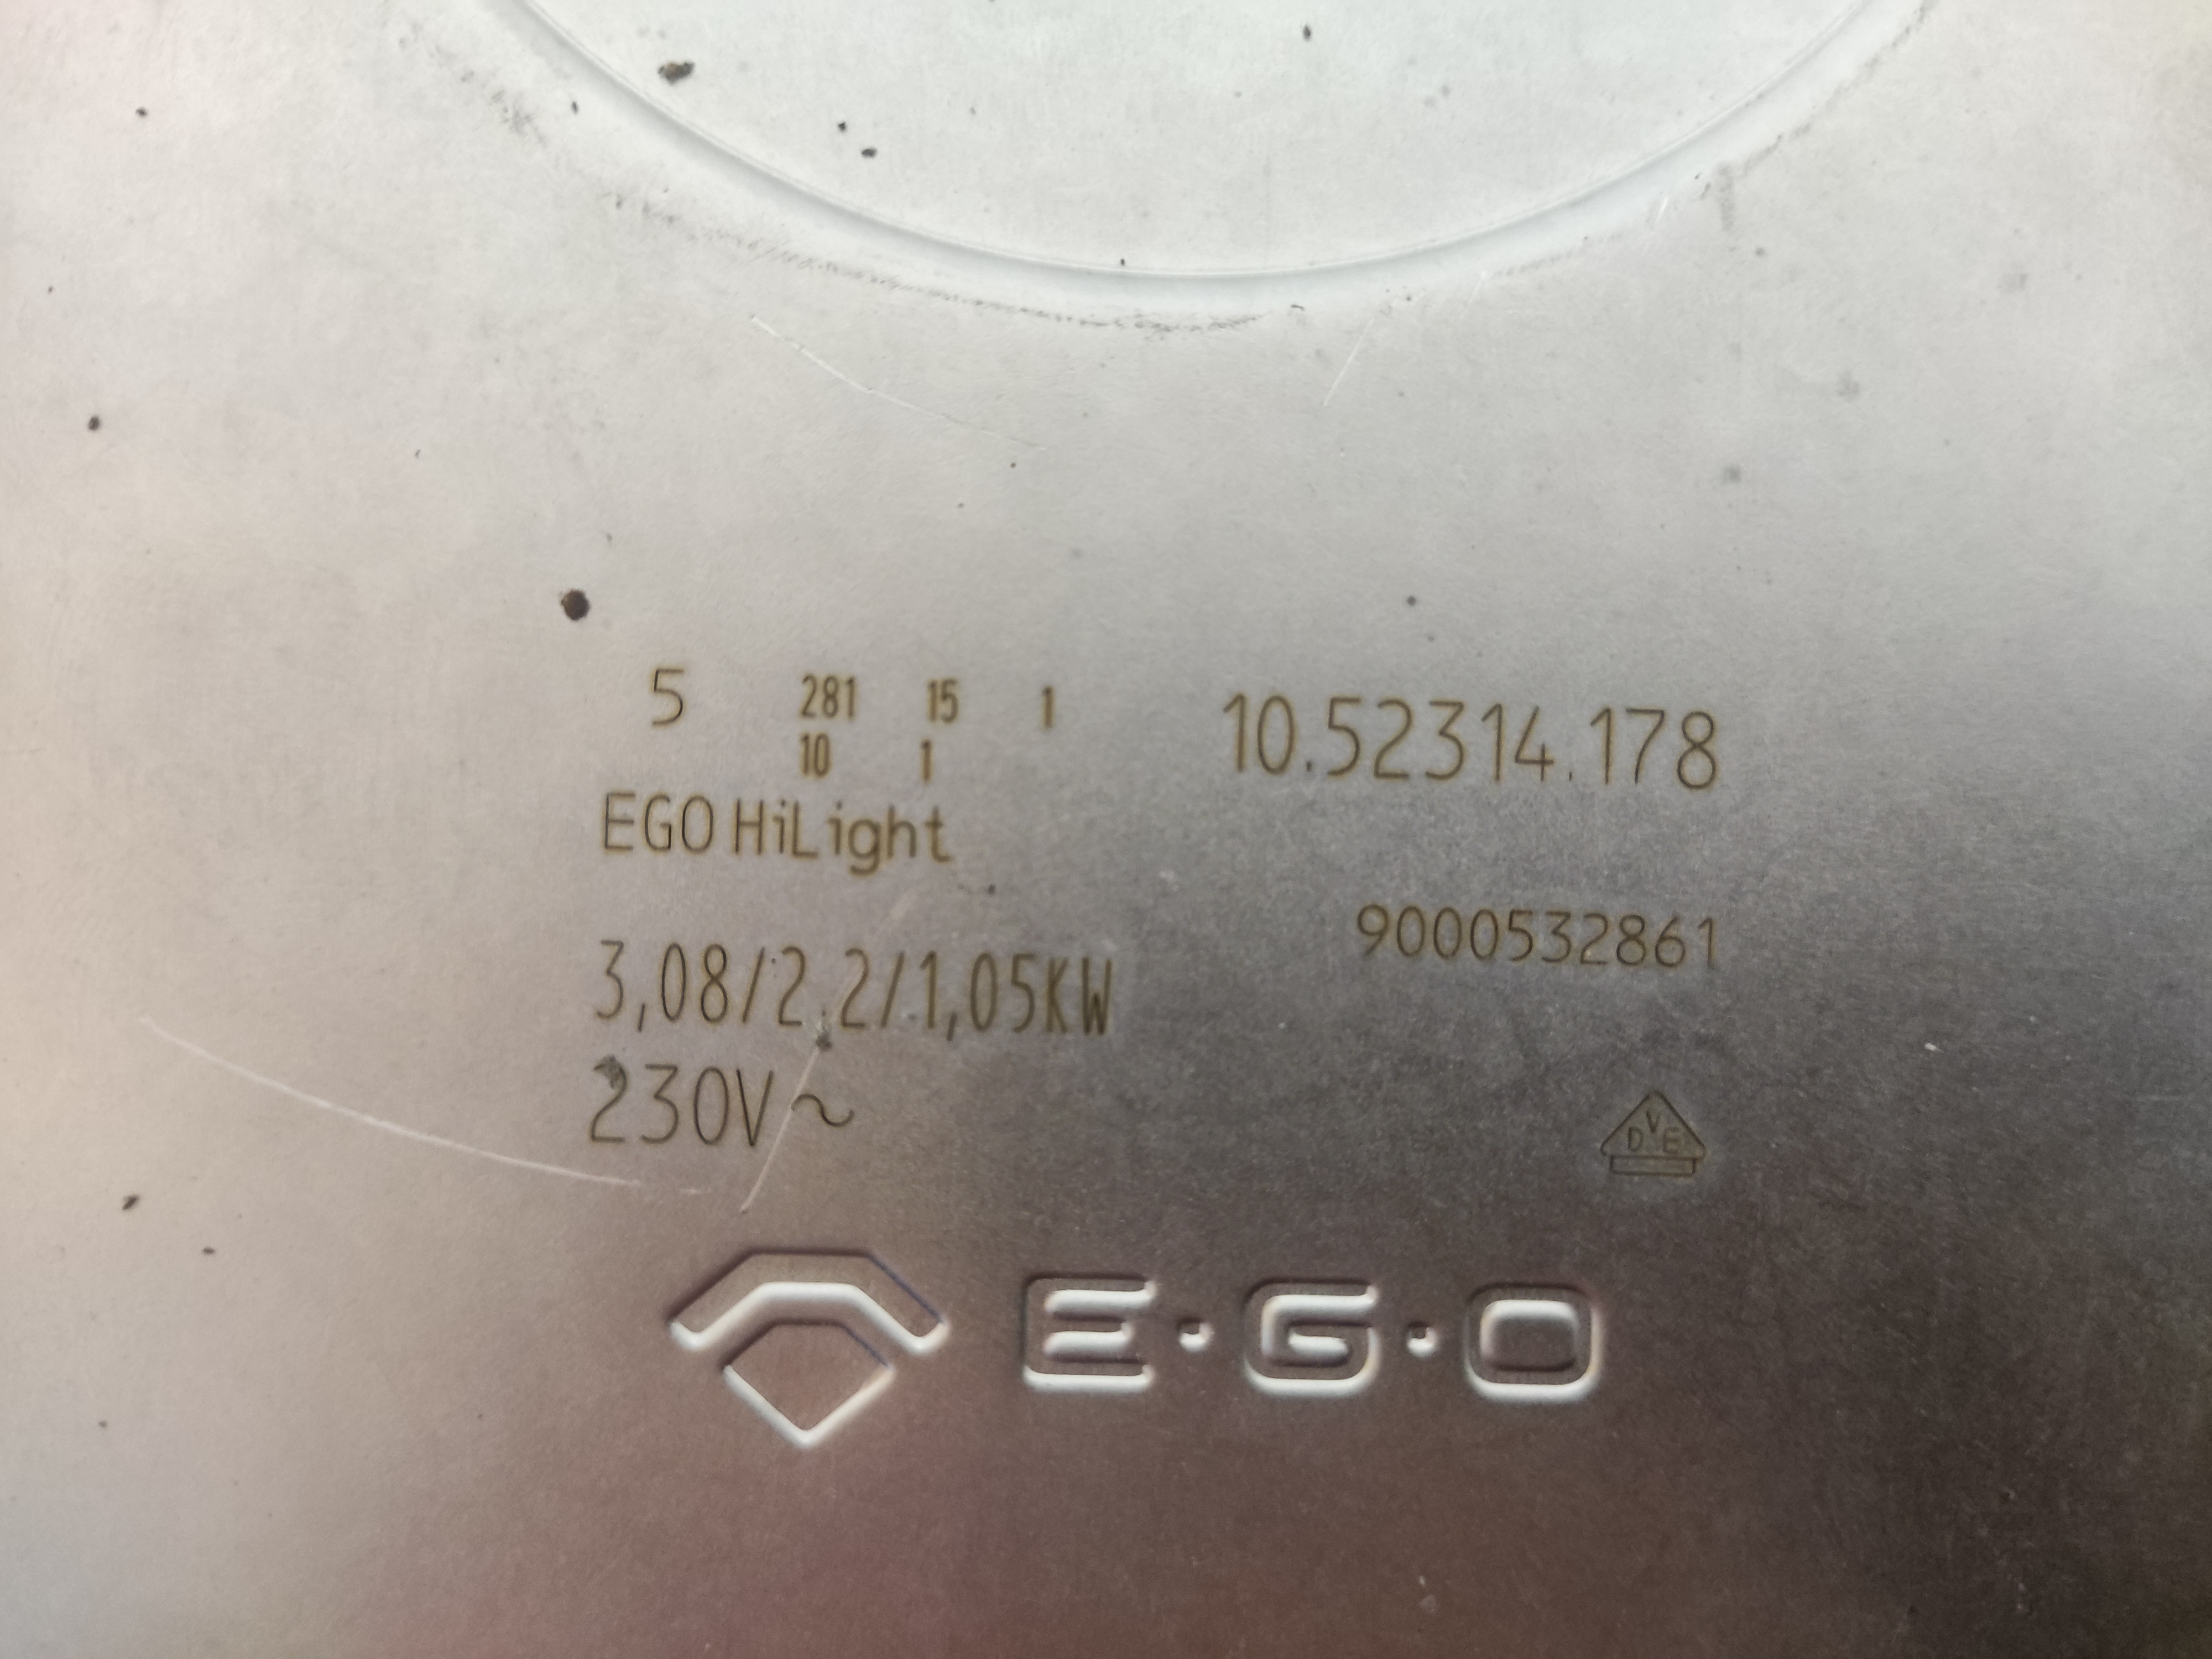 5 281 15 1 10.52314.178
10 1
EGO HiLight
9000532861
3,08/2,2/1,05KW
230V~
DVE
E·G·O